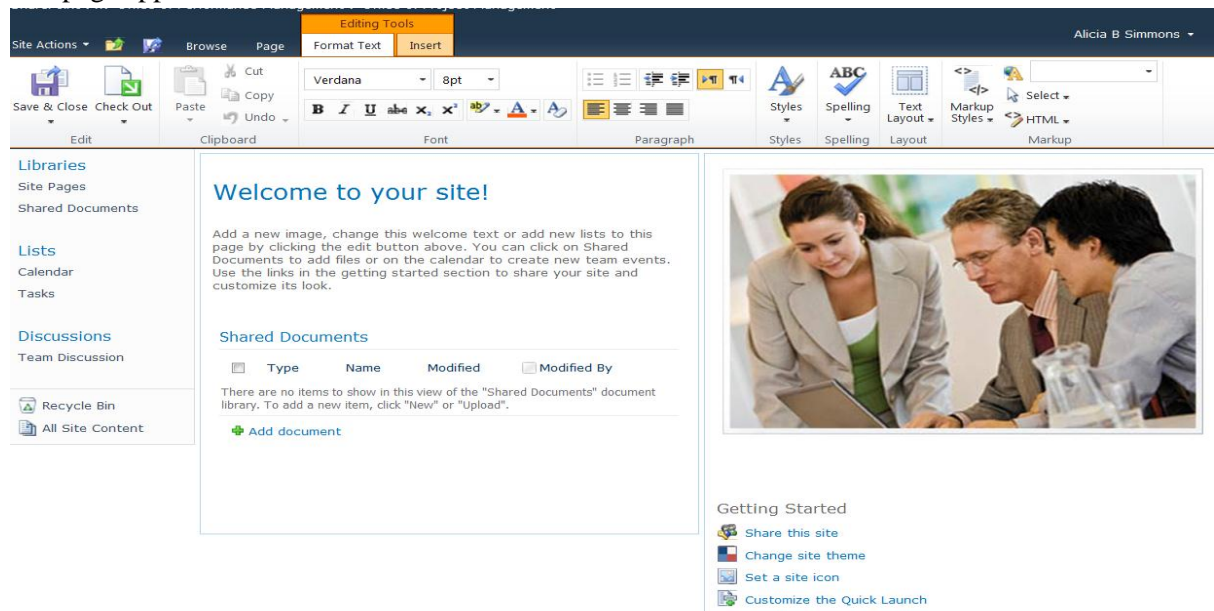 Editing Tools
Alicia B Simmons
Site Actions
Browse
Page
Format Text
Insert
Save & Close
Check Out
Paste
Cut
Copy
Undo
Verdana
8pt
B I U abc X₂ X² ab A A
ABC
Styles
Spelling
Text Layout
Markup Styles
Select
HTML
Edit
Clipboard
Font
Paragraph
Styles
Spelling
Layout
Markup
Libraries
Site Pages
Shared Documents
Lists
Calendar
Tasks
Discussions
Team Discussion
Recycle Bin
All Site Content
Welcome to your site!
Add a new image, change this welcome text or add new lists to this
page by clicking the edit button above. You can click on Shared
Documents to add files or on the calendar to create new team events.
Use the links in the getting started section to share your site and
customize its look.
Shared Documents
Type Name Modified Modified By
There are no items to show in this view of the "Shared Documents" document
library. To add a new item, click "New" or "Upload".
Add document
Getting Started
Share this site
Change site theme
Set a site icon
Customize the Quick Launch